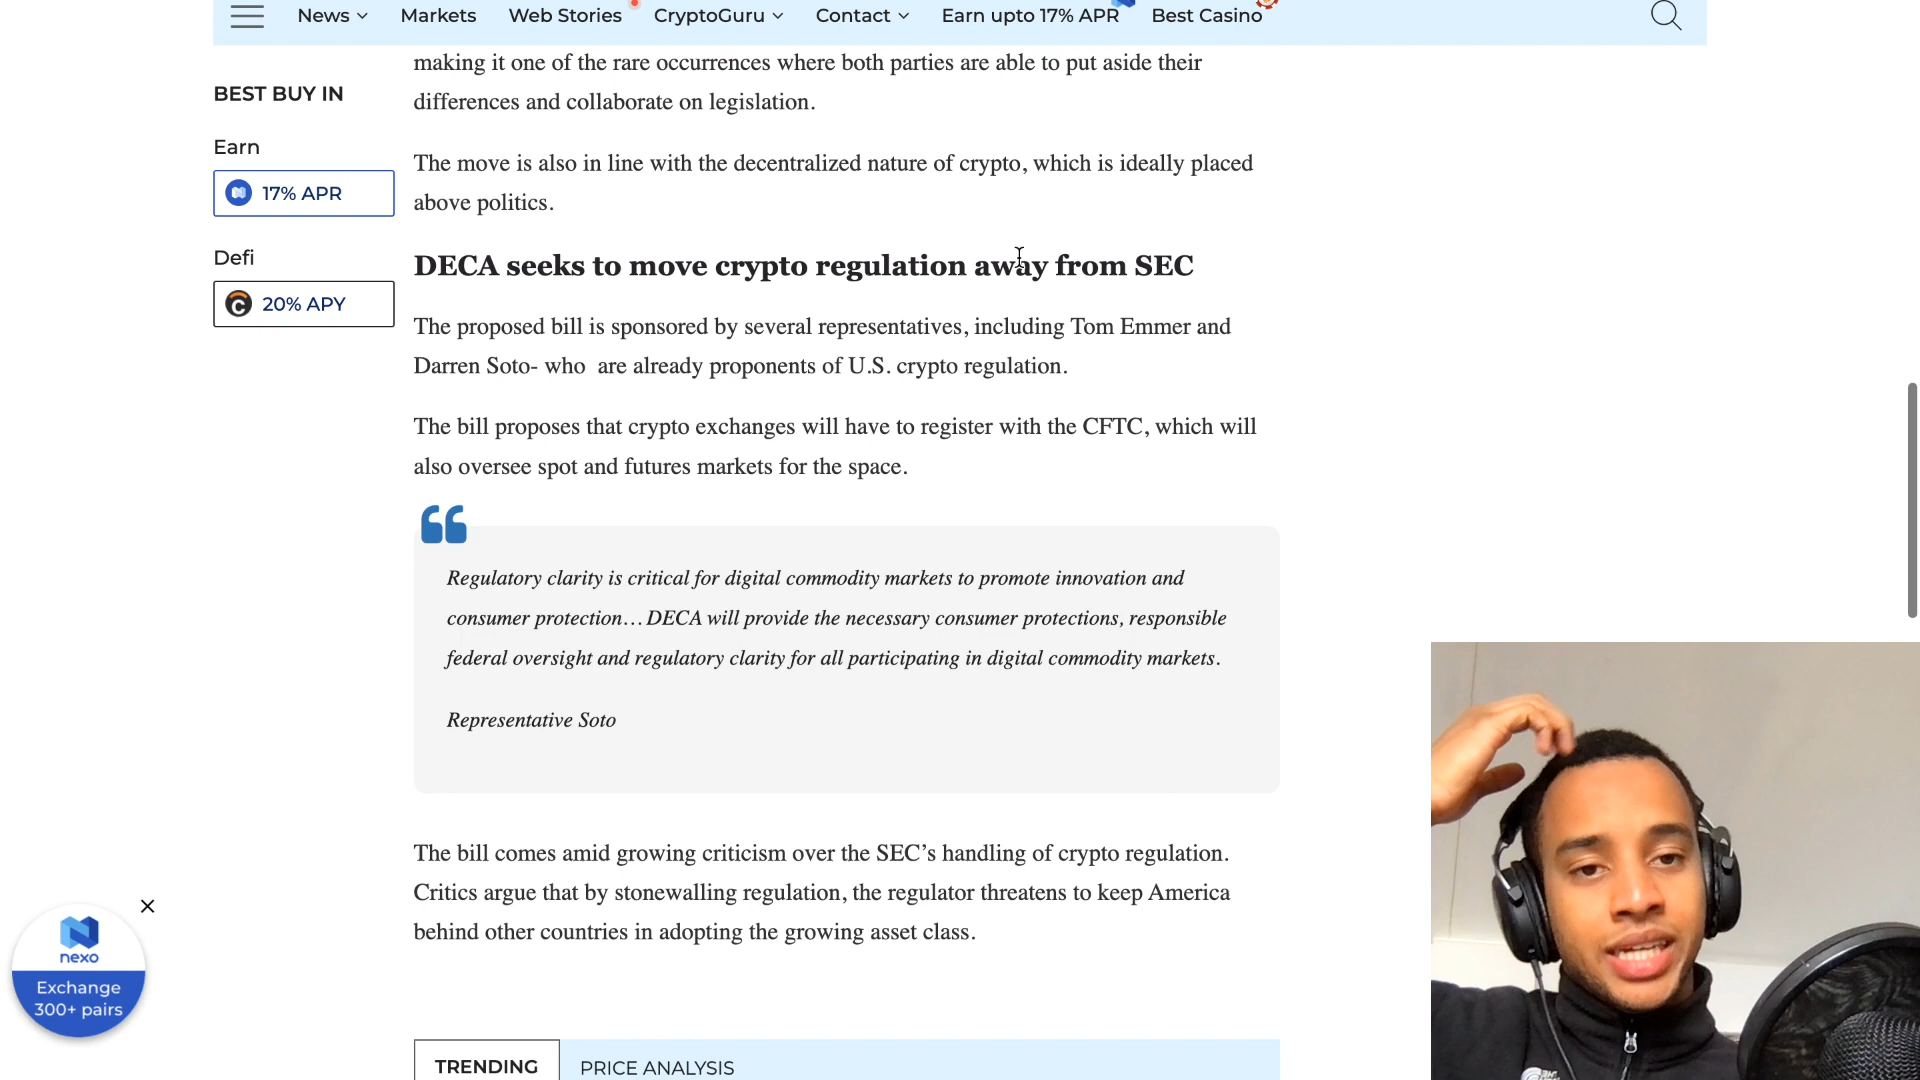 News
Markets
Web Stories
CryptoGuru
Contact
Earn upto 17% APR
Best Casino
BEST BUY IN
Earn
17% APR
Defi
20% APY
making it one of the rare occurrences where both parties are able to put aside their
differences and collaborate on legislation.
The move is also in line with the decentralized nature of crypto, which is ideally placed
above politics.
DECA seeks to move crypto regulation away from SEC
The proposed bill is sponsored by several representatives, including Tom Emmer and
Darren Soto- who are already proponents of U.S. crypto regulation.
The bill proposes that crypto exchanges will have to register with the CFTC, which will
also oversee spot and futures markets for the space.
Regulatory clarity is critical for digital commodity markets to promote innovation and
consumer protection…DECA will provide the necessary consumer protections, responsible
federal oversight and regulatory clarity for all participating in digital commodity markets.
Representative Soto
The bill comes amid growing criticism over the SEC’s handling of crypto regulation.
Critics argue that by stonewalling regulation, the regulator threatens to keep America
behind other countries in adopting the growing asset class.
nexo
Exchange
300+ pairs
TRENDING
PRICE ANALYSIS